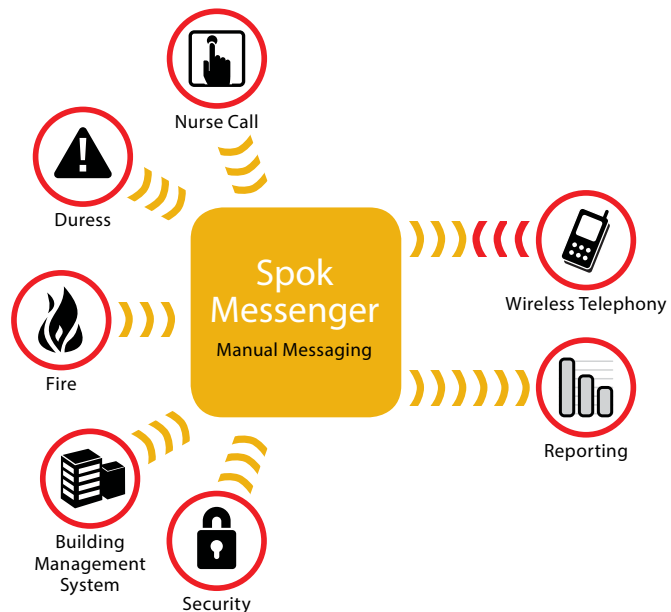 Nurse Call
Duress
Spok
Messenger
Manual Messaging
Wireless Telephony
Fire
Reporting
Building
Management
System
Security